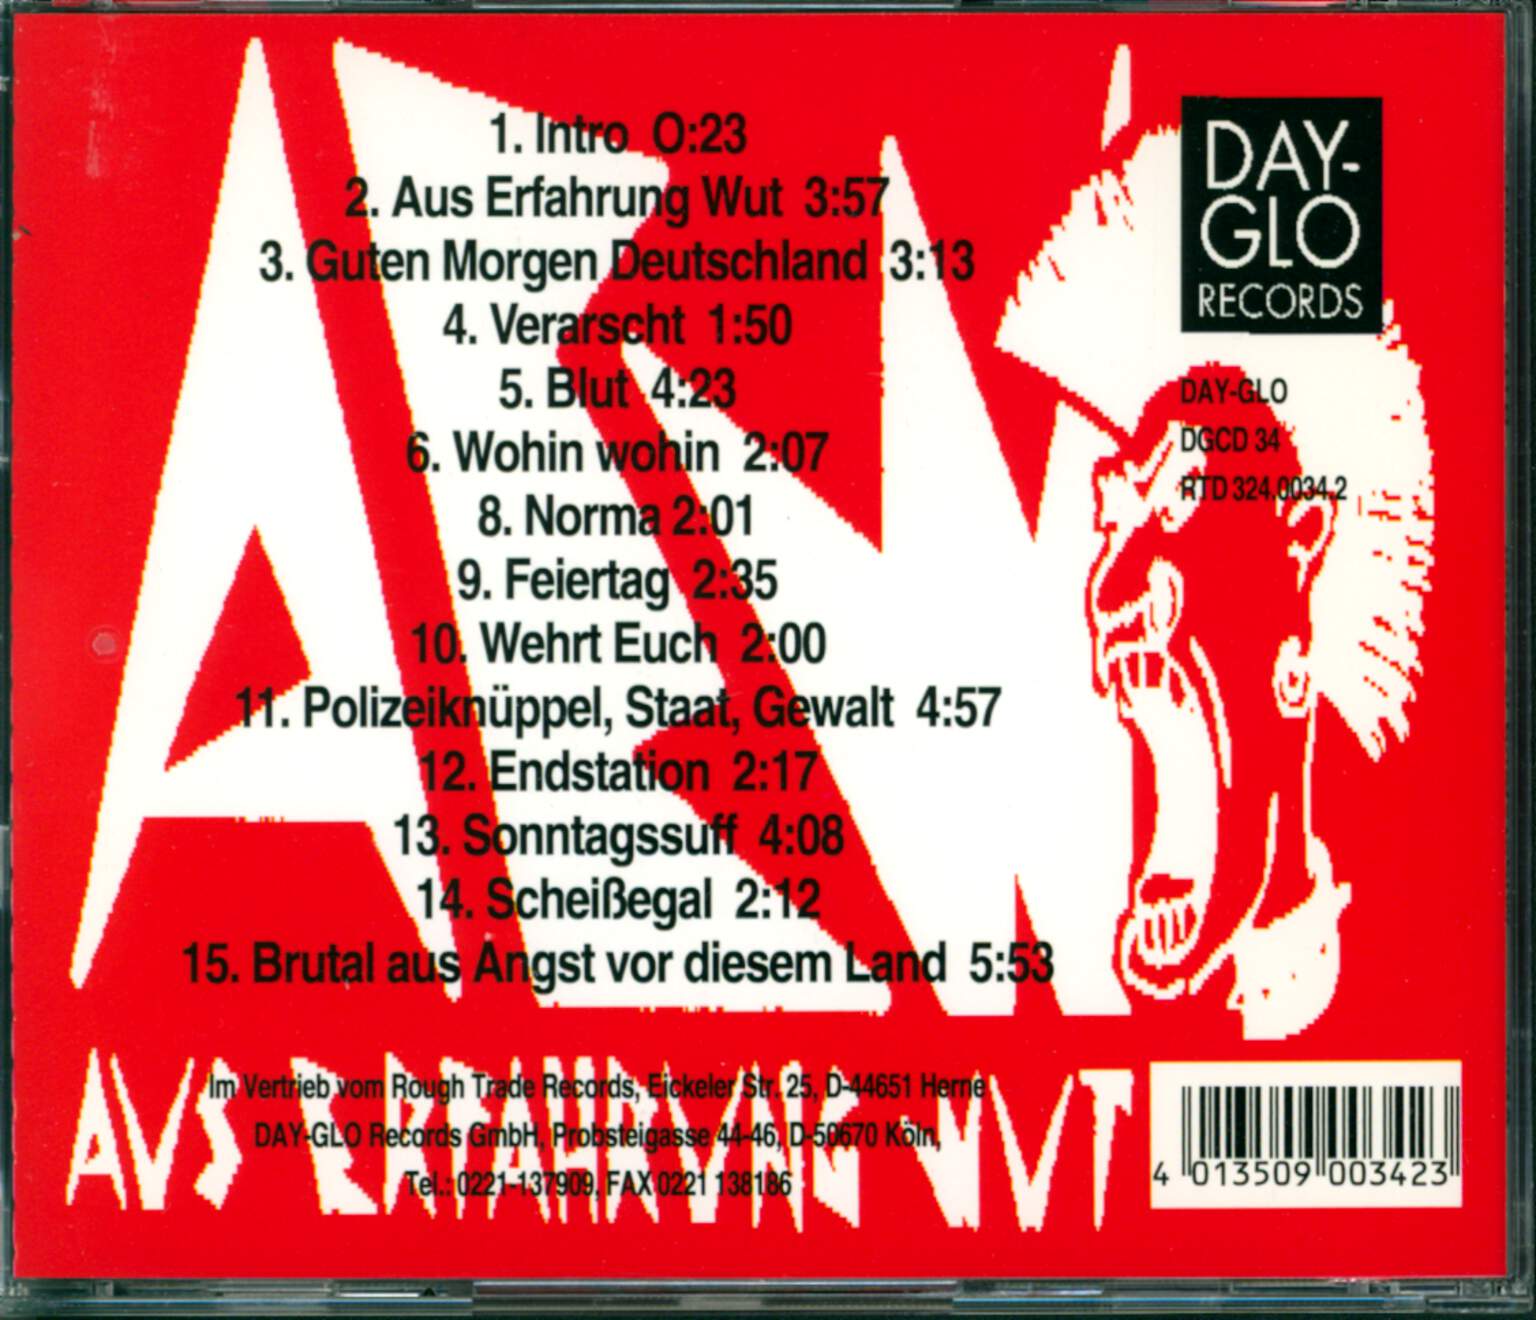 1. Intro  O:23
2. Aus Erfahrung Wut  3:57
3. Guten Morgen Deutschland  3:13
4. Verarscht  1:50
5. Blut  4:23
6. Wohin wohin  2:07
8. Norma 2:01
9. Feiertag  2:35
10. Wehrt Euch  2:00
11. Polizeiknüppel, Staat, Gewalt  4:57
12. Endstation  2:17
13. Sonntagssuff  4:08
14. Scheißegal  2:12
15. Brutal aus Angst vor diesem Land  5:53
DAY-
GLO
RECORDS
DAY-GLO
DGCD 34
RTD 324.0034.2
AEW
AUS ERFAHRUNG WUT
Im Vertrieb vom Rough Trade Records, Eickeler Str. 25, D-44651 Herne
DAY-GLO Records GmbH, Probsteigasse 44-46, D-50670 Köln,
Tel.: 0221-137909, FAX 0221 138186
4 013509 003423